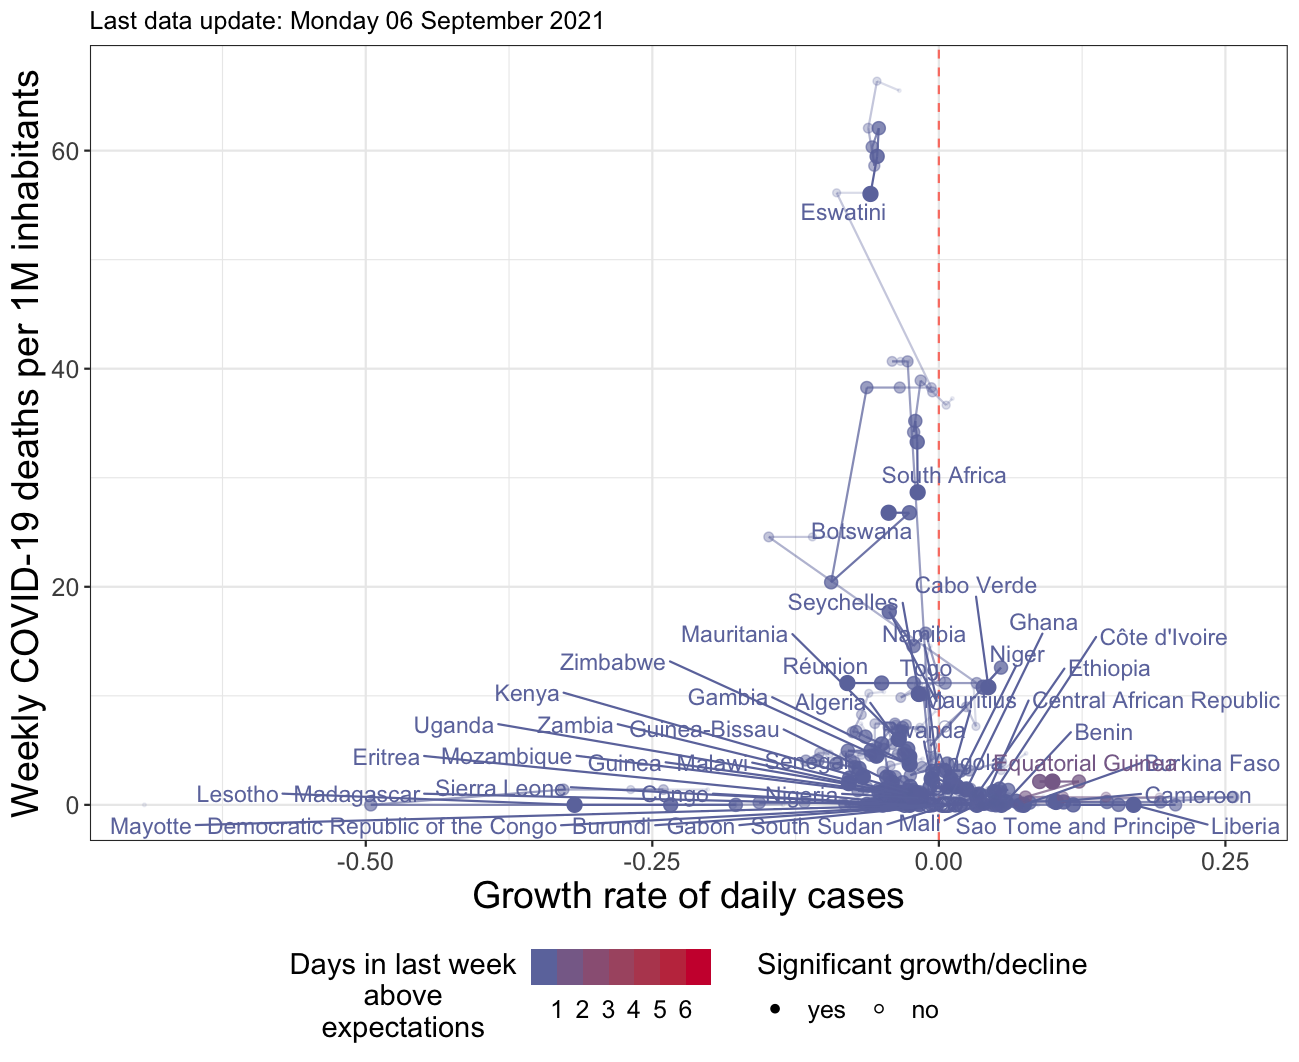 Last data update: Monday 06 September 2021
Weekly COVID-19 deaths per 1M inhabitants
60
40
20
0
Eswatini
South Africa
Botswana
Cabo Verde
Seychelles
Ghana
Mauritania
Namibia
Côte d'Ivoire
Niger
Zimbabwe
Réunion
Togo
Ethiopia
Kenya
Gambia
Algeria
Mauritius
Central African Republic
Uganda
Zambia
Guinea-Bissau
Rwanda
Benin
Eritrea
Mozambique
Guinea
Malawi
Senegal
Angola
Equatorial Guinea
Burkina Faso
Lesotho
Madagascar
Sierra Leone
Congo
Nigeria
Cameroon
Mayotte
Democratic Republic of the Congo
Burundi
Gabon
South Sudan
Mali
Sao Tome and Principe
Liberia
-0.50
-0.25
0.00
0.25
Growth rate of daily cases
Days in last week
above
expectations
1 2 3 4 5 6
Significant growth/decline
yes
no